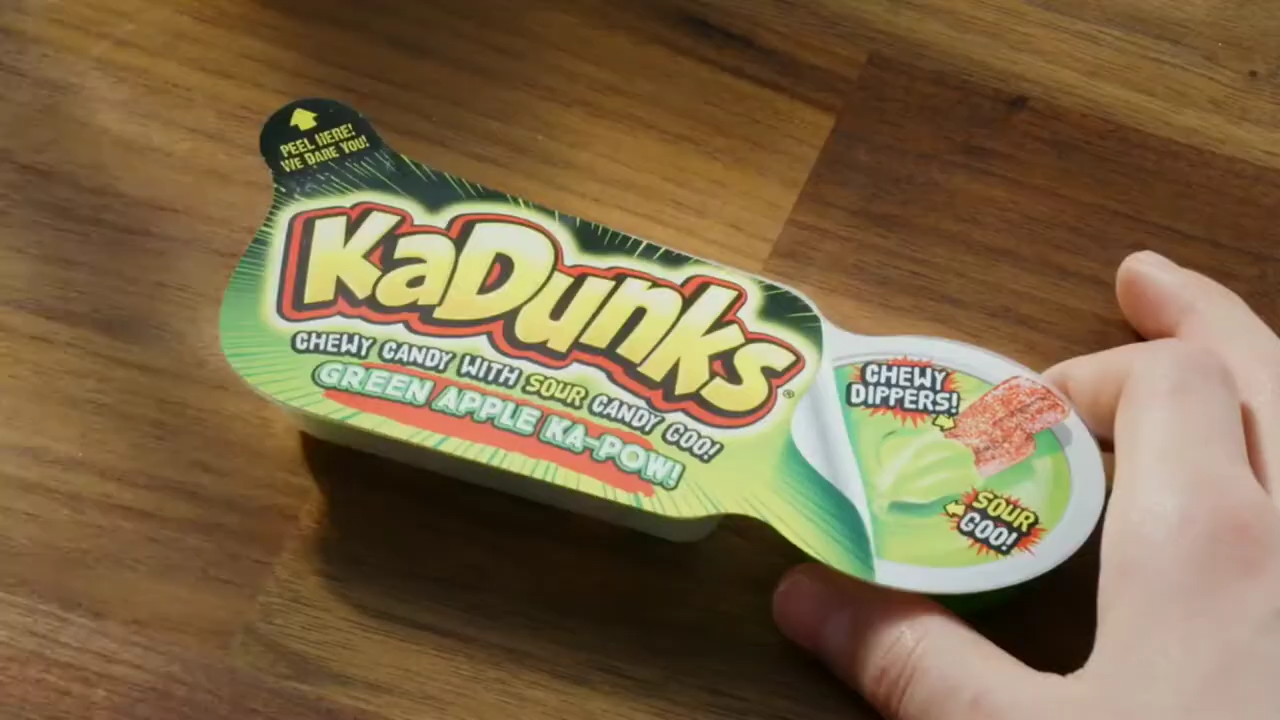 PEEL HERE!
WE DARE YOU!
KaDunks®
CHEWY CANDY WITH SOUR CANDY GOO!
GREEN APPLE KA-POW!
CHEWY
DIPPERS!
SOUR
GOO!